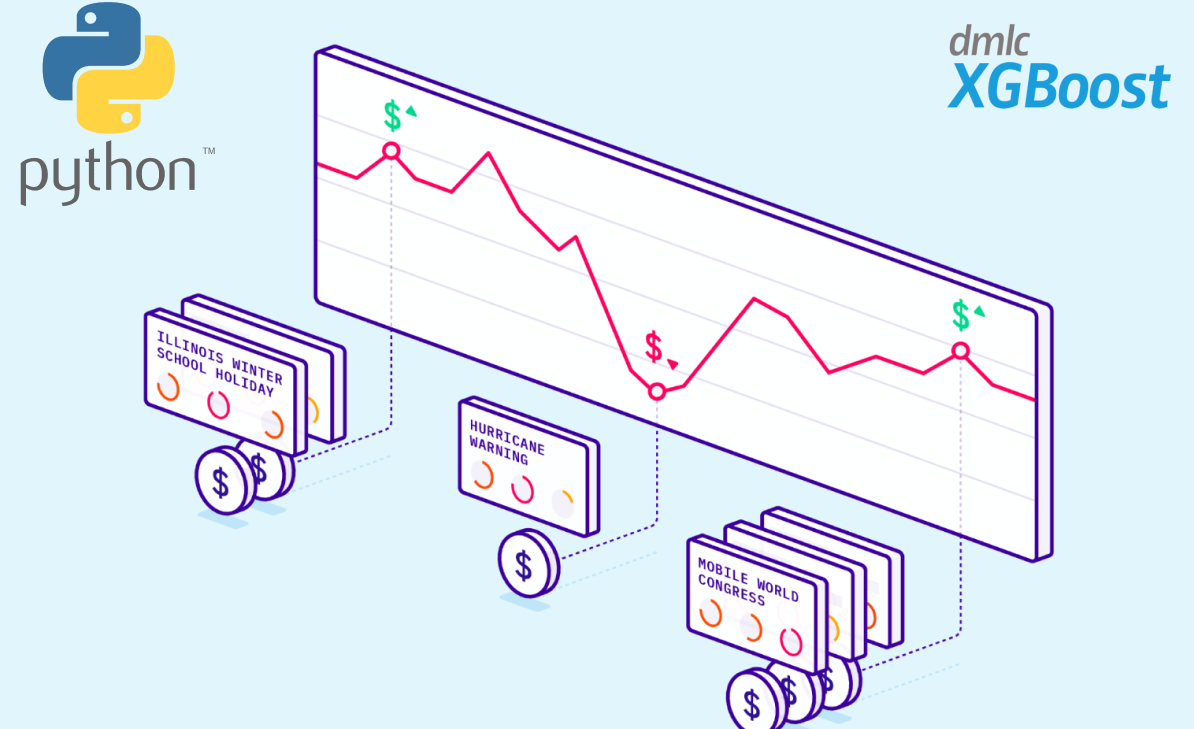 python™
dmlc
XGBoost
$
$
$
ILLINOIS WINTER
SCHOOL HOLIDAY
$ $
HURRICANE
WARNING
$
MOBILE WORLD
CONGRESS
$ $ $